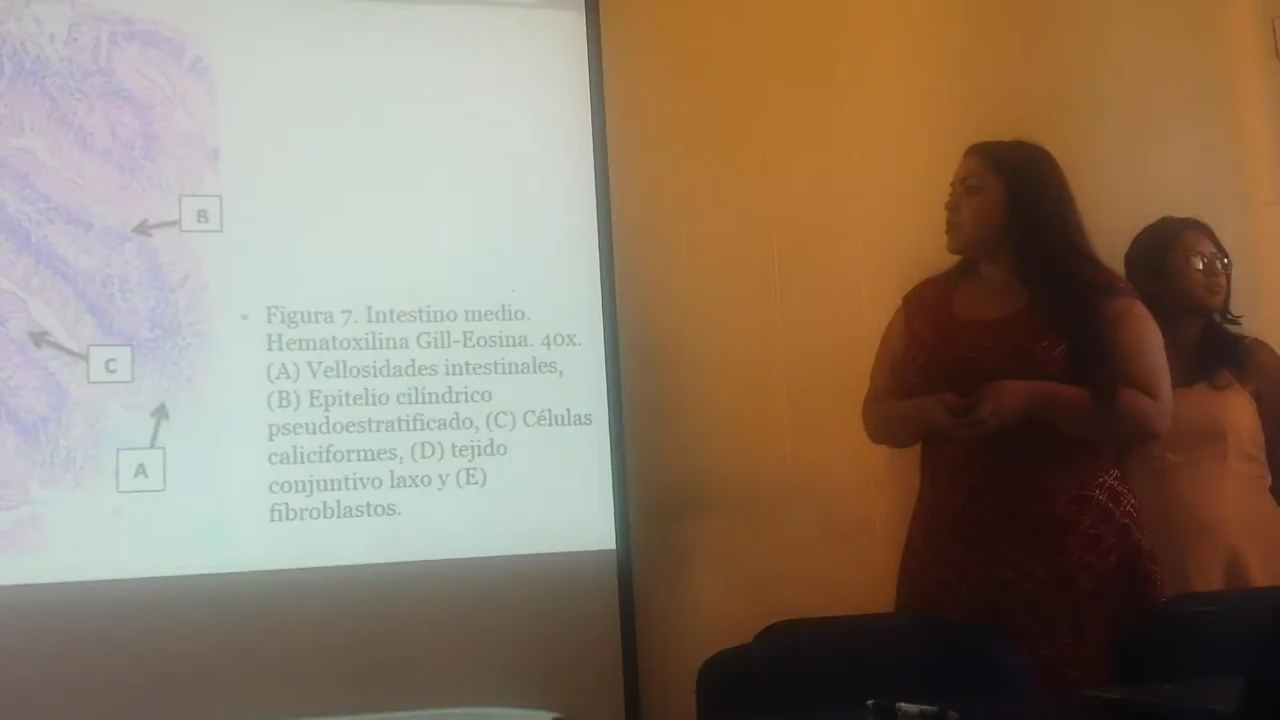 B
C
A
Figura 7. Intestino medio.
Hematoxilina Gill-Eosina. 40x.
(A) Vellosidades intestinales,
(B) Epitelio cilíndrico
pseudoestratificado, (C) Células
caliciformes, (D) tejido
conjuntivo laxo y (E)
fibroblastos.